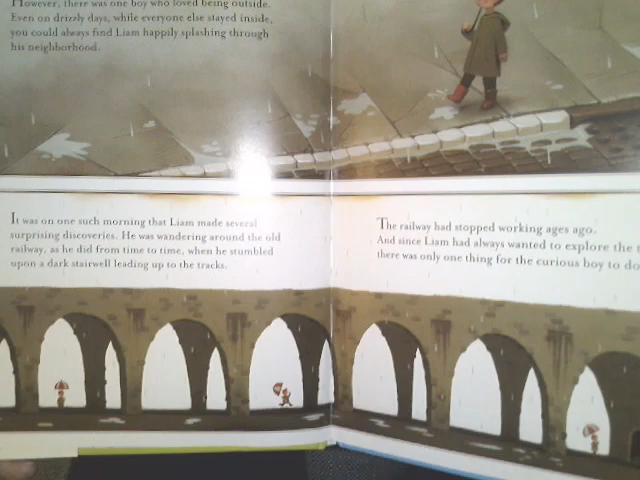 However, there was one boy who loved being outside.
Even on drizzly days, while everyone else stayed inside,
you could always find Liam happily splashing through
his neighborhood.
It was on one such morning that Liam made several
surprising discoveries. He was wandering around the old
railway, as he did from time to time, when he stumbled
upon a dark stairwell leading up to the tracks.
The railway had stopped working ages ago.
And since Liam had always wanted to explore the
there was only one thing for the curious boy to do